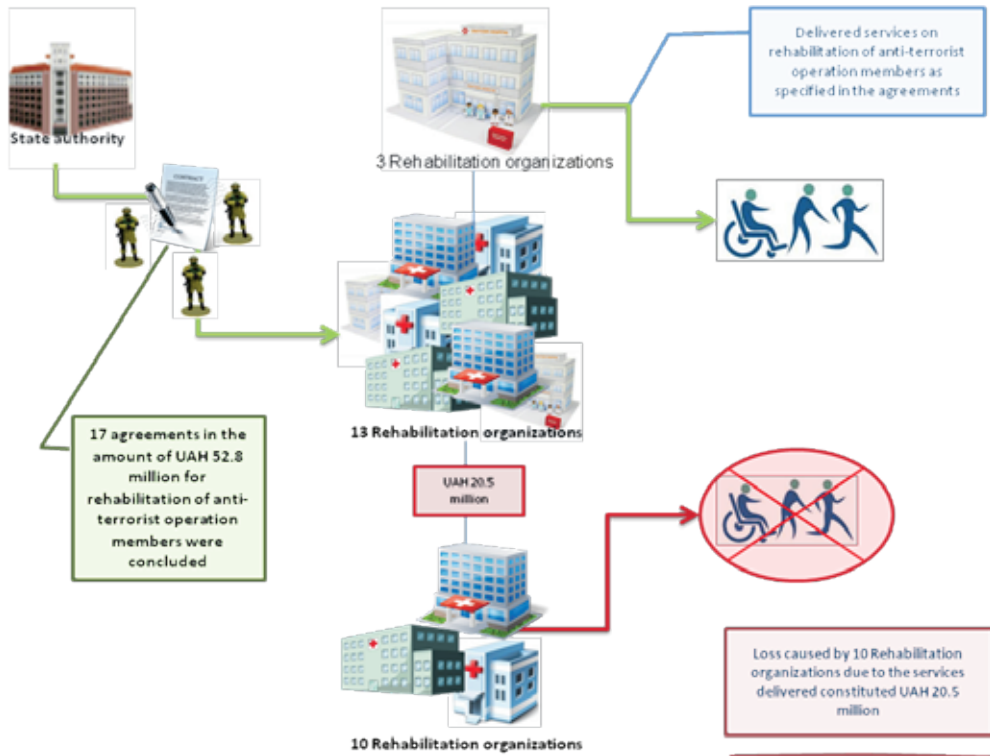 State authority
CONTRACT
3 Rehabilitation organizations
Delivered services on
rehabilitation of anti-terrorist
operation members as
specified in the agreements
13 Rehabilitation organizations
17 agreements in the
amount of UAH 52.8
million for
rehabilitation of anti-
terrorist operation
members were
concluded
UAH 20.5
million
10 Rehabilitation organizations
Loss caused by 10 Rehabilitation
organizations due to the services
delivered constituted UAH 20.5
million